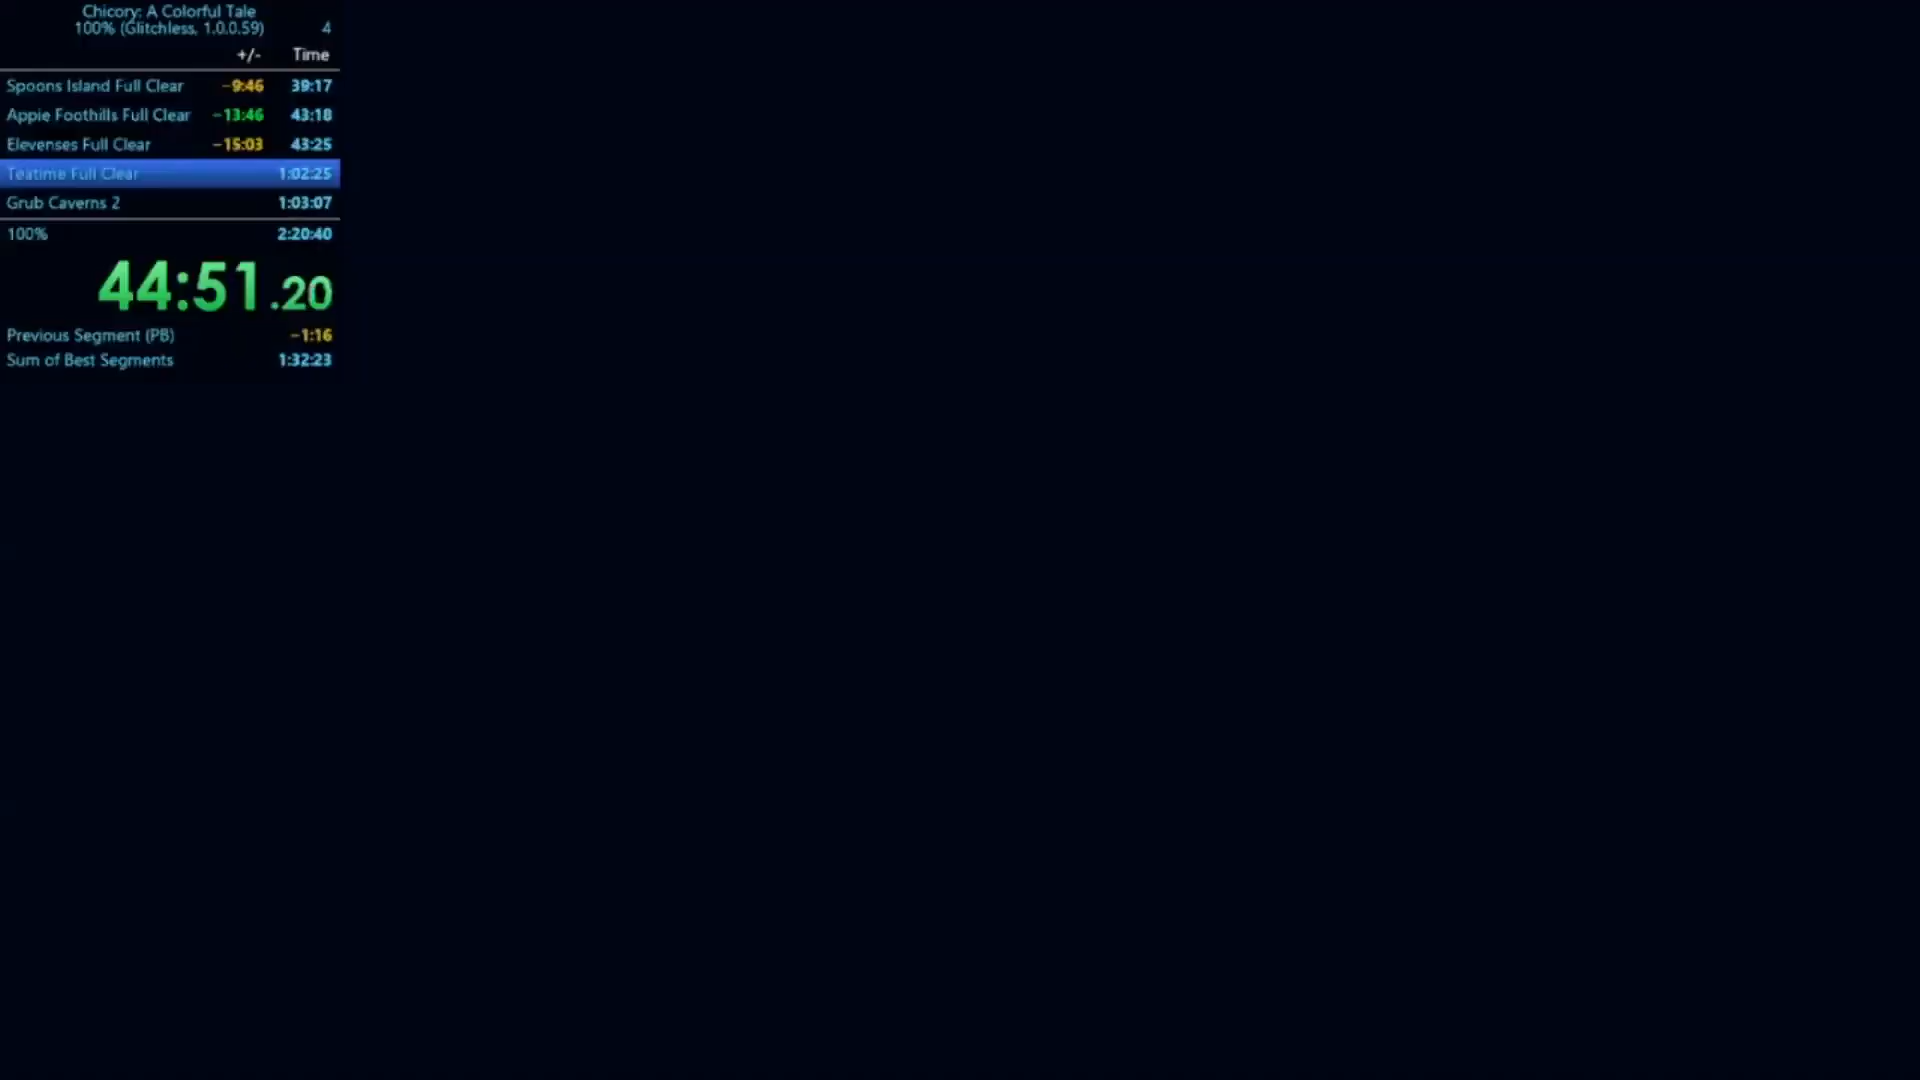 Chicory: A Colorful Tale
100% (Glitchless, 1.0.0.59) 4
+/- Time
Spoons Island Full Clear -9:46 39:17
Appie Foothills Full Clear -13:46 43:18
Elevenses Full Clear -15:03 43:25
Teatime Full Clear 1:02:25
Grub Caverns 2 1:03:07
100% 2:20:40
44:51.20
Previous Segment (PB) -1:16
Sum of Best Segments 1:32:23